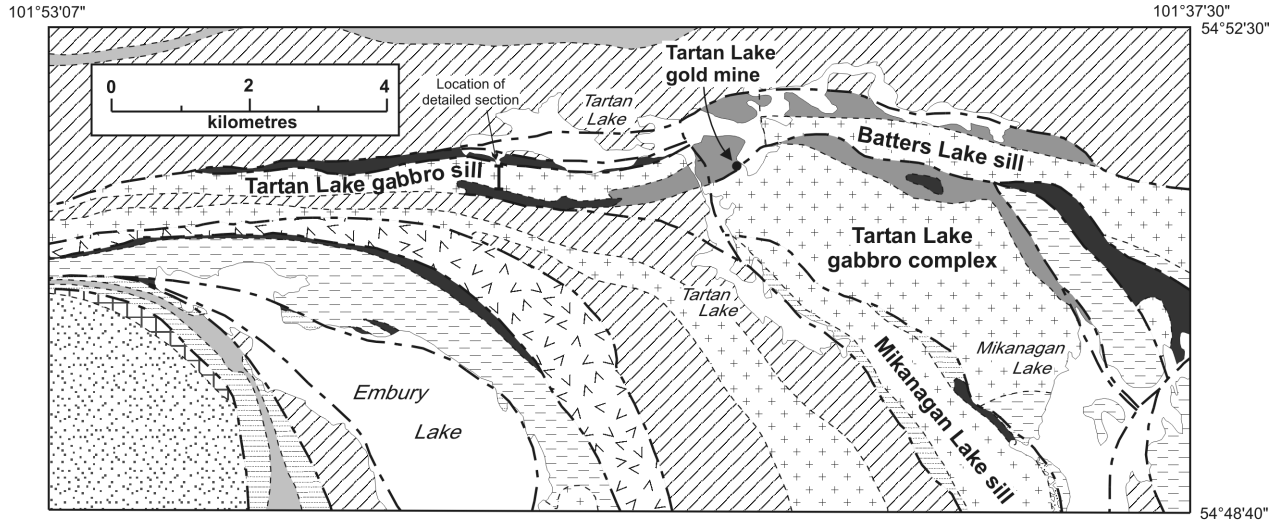 101°53'07"
101°37'30"
54°52'30"
0 2 4
kilometres
Location of
detailed section
Tartan
Lake
Tartan Lake
gold mine
Batters Lake sill
Tartan Lake gabbro sill
Tartan Lake
gabbro complex
Tartan
Lake
Mikanagan
Lake
Mikanagan Lake sill
Embury
Lake
54°48'40"